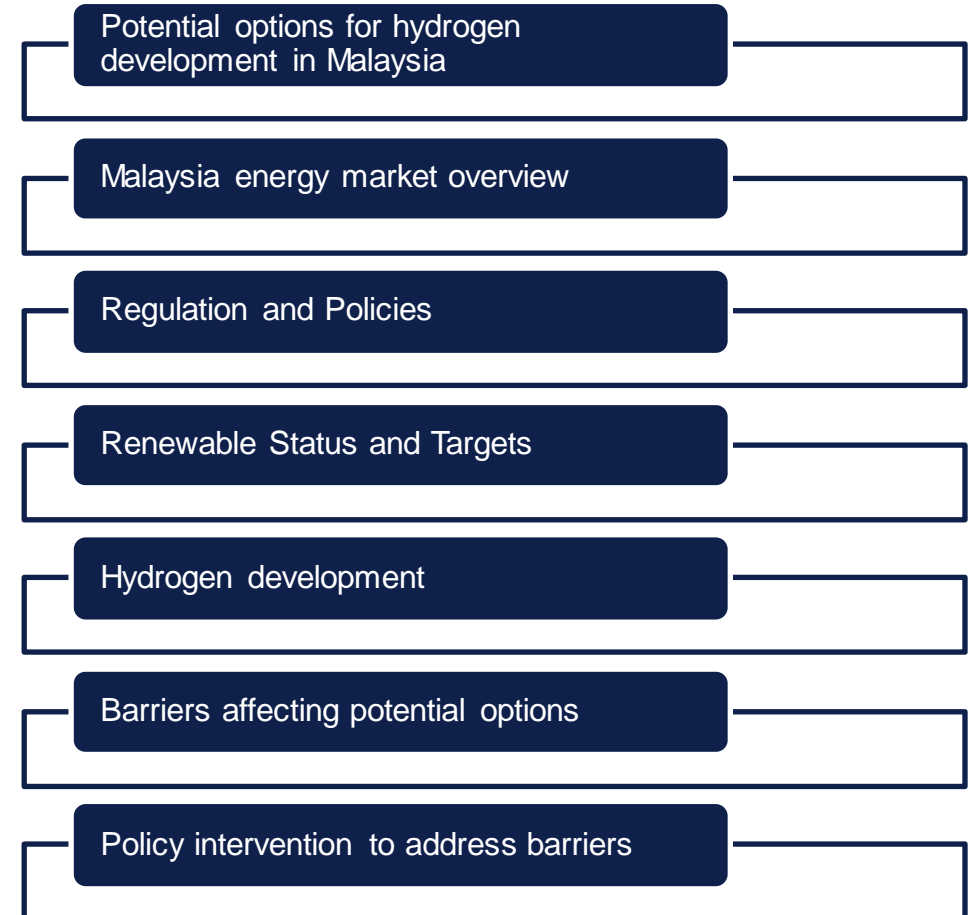 Potential options for hydrogen
development in Malaysia
Malaysia energy market overview
Regulation and Policies
Renewable Status and Targets
Hydrogen development
Barriers affecting potential options
Policy intervention to address barriers